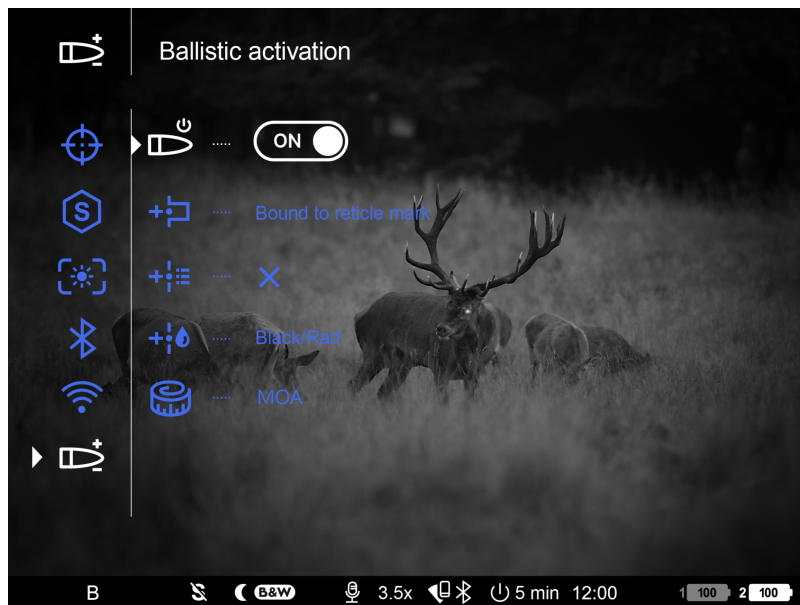 Ballistic activation
ON
S
Bound to reticle mark
Black/Rad
MOA
B S B&W 3.5x 5 min 12:00 1 100 2 100